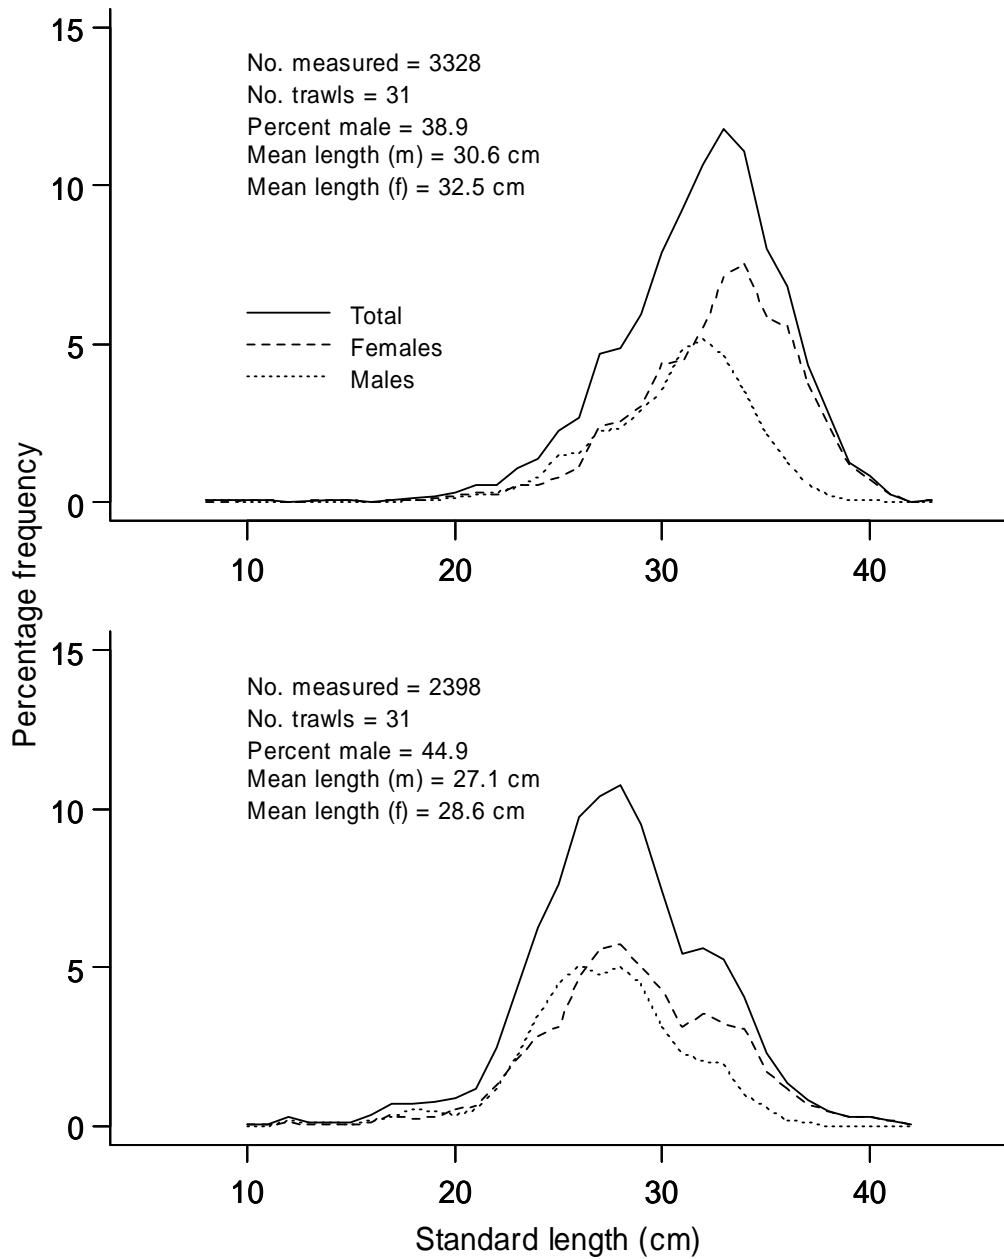 15
No. measured = 3328
No. trawls = 31
Percent male = 38.9
Mean length (m) = 30.6 cm
Mean length (f) = 32.5 cm
10
Total
5
Females
Males
0
10 20 30 40
Percentage frequency
15
No. measured = 2398
No. trawls = 31
Percent male = 44.9
Mean length (m) = 27.1 cm
Mean length (f) = 28.6 cm
10
5
0
10 20 30 40
Standard length (cm)